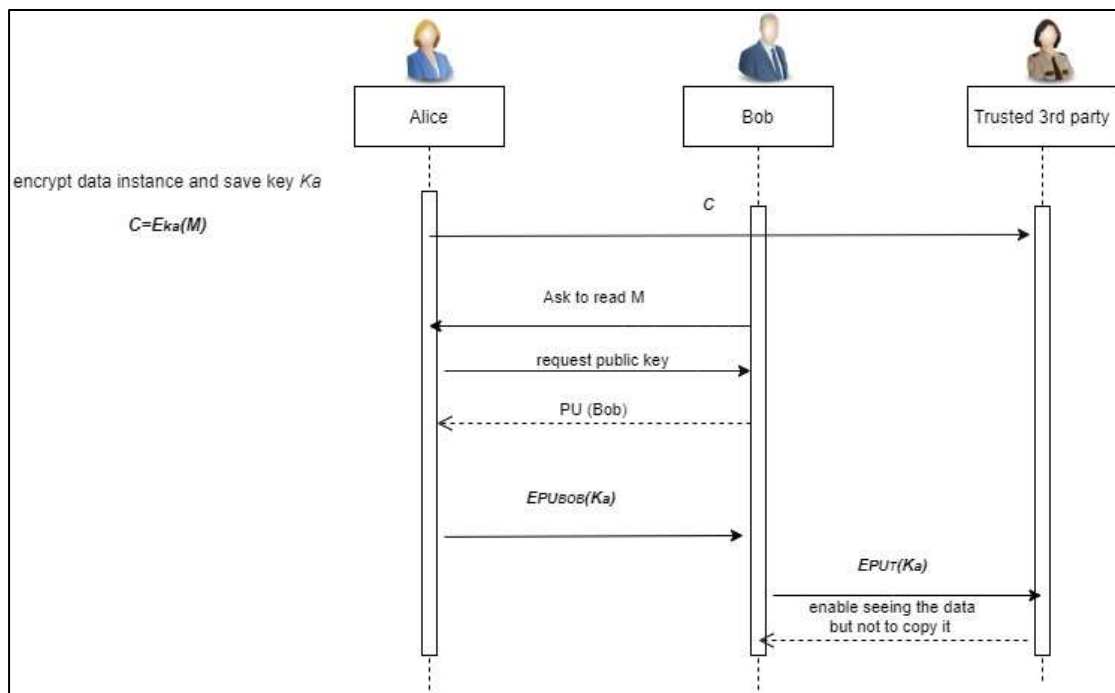 Alice
Bob
Trusted 3rd party
encrypt data instance and save key Ka
C=Eka(M)
C
Ask to read M
request public key
PU (Bob)
EPUBOB(Ka)
EPUT(Ka)
enable seeing the data
but not to copy it